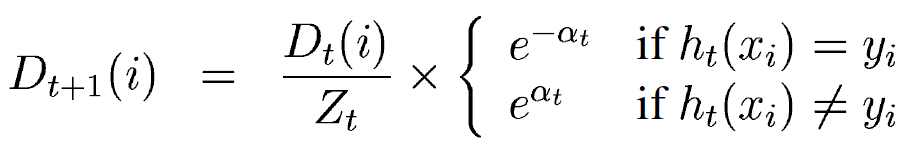 D_{t+1}(i) = \frac{D_t(i)}{Z_t} \times \begin{cases} e^{-\alpha_t} & \text{if } h_t(x_i) = y_i \\ e^{\alpha_t} & \text{if } h_t(x_i) \neq y_i \end{cases}